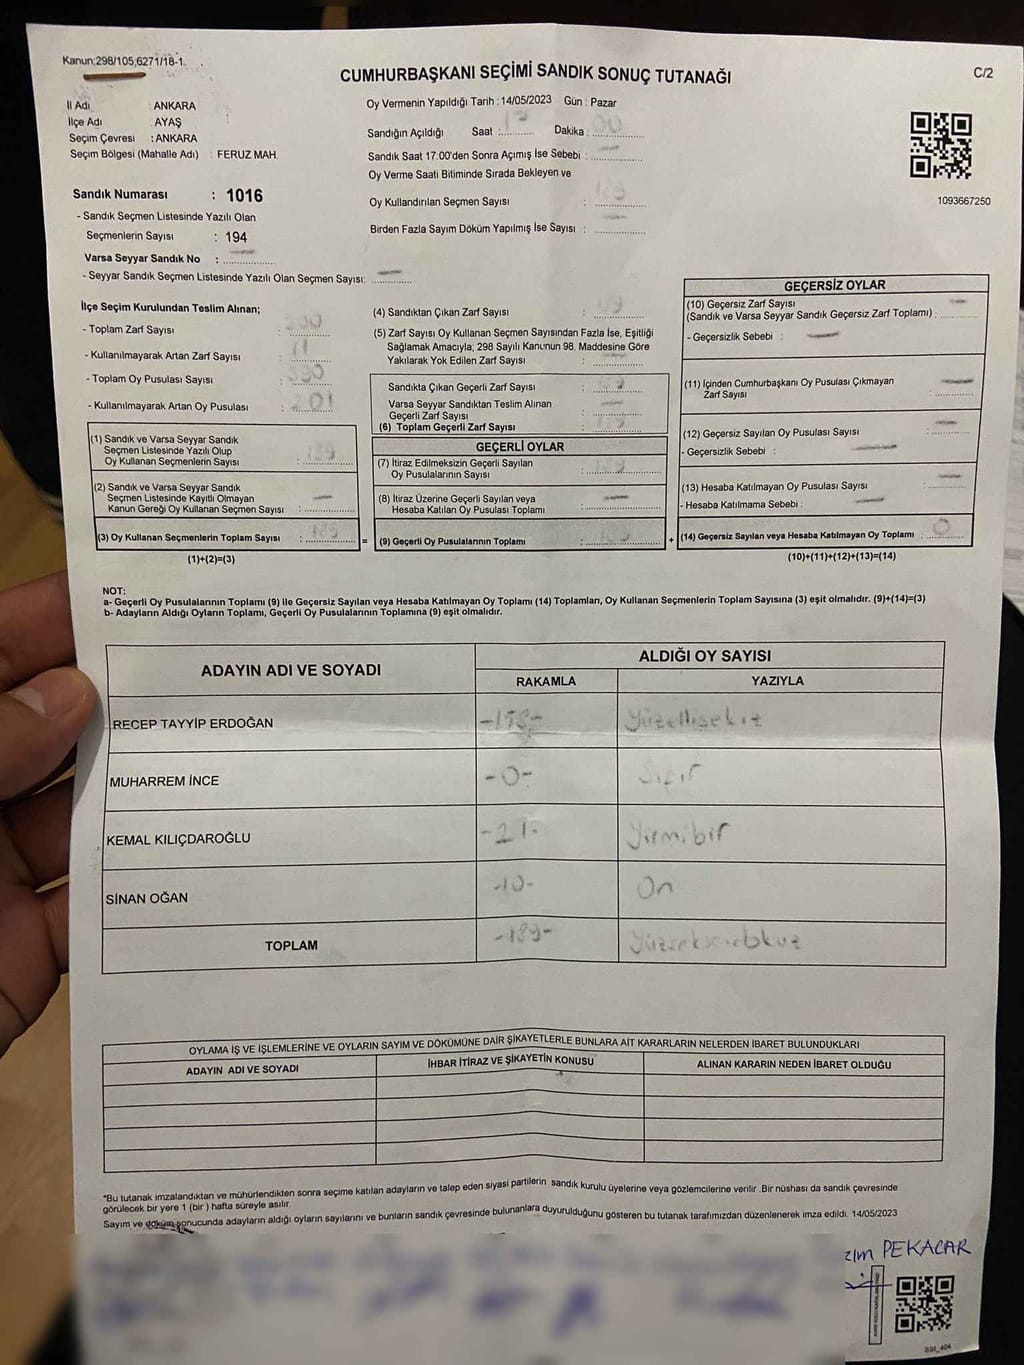 Kanun;298/105,6271/18-1.
CUMHURBAŞKANI SEÇİMİ SANDIK SONUÇ TUTANAĞI
C/2
İl Adı : ANKARA
İlçe Adı : AYAŞ
Seçim Çevresi : ANKARA
Seçim Bölgesi (Mahalle Adı) : FERUZ MAH.
Sandık Numarası : 1016
- Sandık Seçmen Listesinde Yazılı Olan
Seçmenlerin Sayısı : 194
Varsa Seyyar Sandık No :
- Seyyar Sandık Seçmen Listesinde Yazılı Olan Seçmen Sayısı:
Oy Vermenin Yapıldığı Tarih : 14/05/2023 Gün : Pazar
Sandığın Açıldığı Saat : 17 Dakika : 00
Sandık Saat 17:00'den Sonra Açımış İse Sebebi :
Oy Verme Saati Bitiminde Sırada Bekleyen ve
Oy Kullandırılan Seçmen Sayısı :
Birden Fazla Sayım Döküm Yapılmış İse Sayısı :
1093667250
İlçe Seçim Kurulundan Teslim Alınan;
- Toplam Zarf Sayısı :
- Kullanılmayarak Artan Zarf Sayısı : 11
- Toplam Oy Pusulası Sayısı :
- Kullanılmayarak Artan Oy Pusulası : 201
(1) Sandık ve Varsa Seyyar Sandık
Seçmen Listesinde Yazılı Olup
Oy Kullanan Seçmenlerin Sayısı : 189
(2) Sandık ve Varsa Seyyar Sandık
Seçmen Listesinde Kayıtlı Olmayan
Kanun Gereği Oy Kullanan Seçmen Sayısı : —
(3) Oy Kullanan Seçmenlerin Toplam Sayısı : 189
(1)+(2)=(3)
(4) Sandıktan Çıkan Zarf Sayısı : 189
(5) Zarf Sayısı Oy Kullanan Seçmen Sayısından Fazla İse, Eşitliği
Sağlamak Amacıyla; 298 Sayılı Kanunun 98. Maddesine Göre
Yakılarak Yok Edilen Zarf Sayısı : —
Sandıkta Çıkan Geçerli Zarf Sayısı : 189
Varsa Seyyar Sandıktan Teslim Alınan
Geçerli Zarf Sayısı : —
(6) Toplam Geçerli Zarf Sayısı : 189
GEÇERLİ OYLAR
(7) İtiraz Edilmeksizin Geçerli Sayılan
Oy Pusulalarının Sayısı : 189
(8) İtiraz Üzerine Geçerli Sayılan veya
Hesaba Katılan Oy Pusulası Toplamı : —
= (9) Geçerli Oy Pusulalarının Toplamı : 189 +
GEÇERSİZ OYLAR
(10) Geçersiz Zarf Sayısı
(Sandık ve Varsa Seyyar Sandık Geçersiz Zarf Toplamı) : —
- Geçersizlik Sebebi : —
(11) İçinden Cumhurbaşkanı Oy Pusulası Çıkmayan
Zarf Sayısı : —
(12) Geçersiz Sayılan Oy Pusulası Sayısı : —
- Geçersizlik Sebebi : —
(13) Hesaba Katılmayan Oy Pusulası Sayısı : —
- Hesaba Katılmama Sebebi : —
(14) Geçersiz Sayılan veya Hesaba Katılmayan Oy Toplamı : 0
(10)+(11)+(12)+(13)=(14)
NOT:
a- Geçerli Oy Pusulalarının Toplamı (9) ile Geçersiz Sayılan veya Hesaba Katılmayan Oy Toplamı (14) Toplamları, Oy Kullanan Seçmenlerin Toplam Sayısına (3) eşit olmalıdır. (9)+(14)=(3)
b- Adayların Aldığı Oyların Toplamı, Geçerli Oy Pusulalarının Toplamına (9) eşit olmalıdır.
ADAYIN ADI VE SOYADI ALDIĞI OY SAYISI
RAKAMLA YAZIYLA
RECEP TAYYİP ERDOĞAN -158- Yüzellisekiz
MUHARREM İNCE -0- Sıfır
KEMAL KILIÇDAROĞLU -21- Yirmibir
SİNAN OĞAN -10- On
TOPLAM -189- Yüzseksendokuz
OYLAMA İŞ VE İŞLEMLERİNE VE OYLARIN SAYIM VE DÖKÜMÜNE DAİR ŞİKAYETLERLE BUNLARA AİT KARARLARIN NELERDEN İBARET BULUNDUKLARI
ADAYIN ADI VE SOYADI İHBAR İTİRAZ VE ŞİKAYETİN KONUSU ALINAN KARARIN NEDEN İBARET OLDUĞU
*Bu tutanak imzalandıktan ve mühürlendikten sonra seçime katılan adayların ve talep eden siyasi partilerin sandık kurulu üyelerine veya gözlemcilerine verilir .Bir nüshası da sandık çevresinde
görülecek bir yere 1 (bir ) hafta süreyle asılır.
Sayım ve döküm sonucunda adayların aldığı oyların sayılarını ve bunların sandık çevresinde bulunanlara duyurulduğunu gösteren bu tutanak tarafımızdan düzenlenerek imza edildi. 14/05/2023
zım PEKACAR
SSI_404